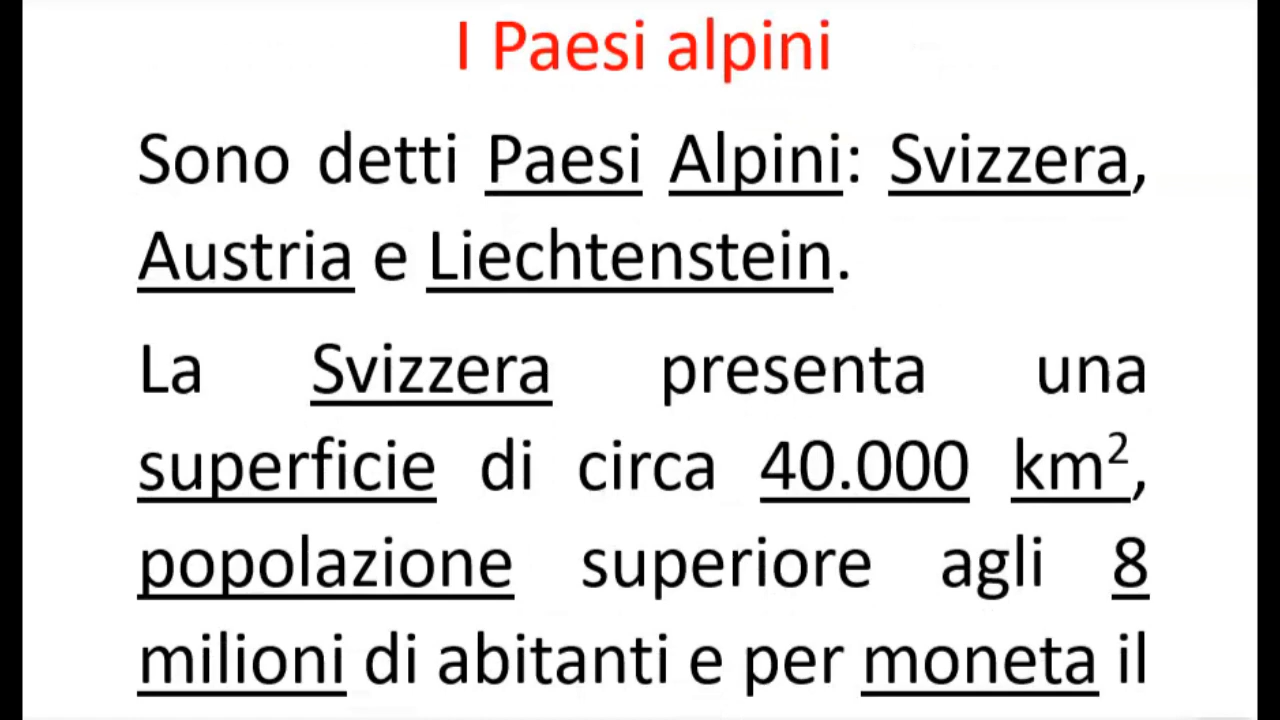 I Paesi alpini
Sono detti Paesi Alpini: Svizzera,
Austria e Liechtenstein.
La Svizzera presenta una
superficie di circa 40.000 km²,
popolazione superiore agli 8
milioni di abitanti e per moneta il